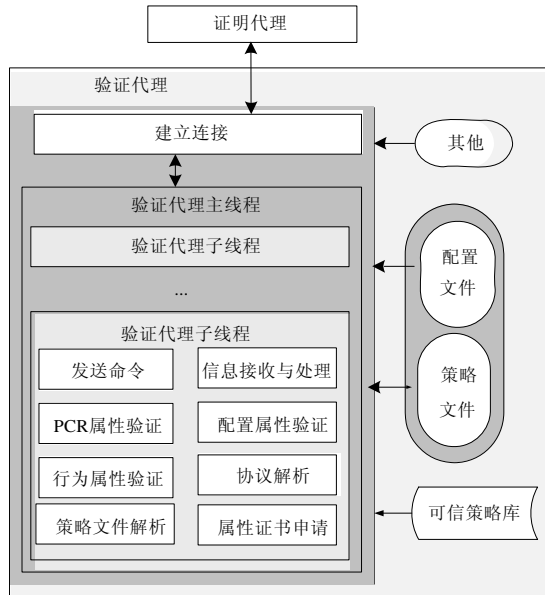 证明代理
验证代理
建立连接
其他
验证代理主线程
验证代理子线程
...
配置
文件
验证代理子线程
发送命令
信息接收与处理
策略
文件
PCR属性验证
配置属性验证
行为属性验证
协议解析
策略文件解析
属性证书申请
可信策略库